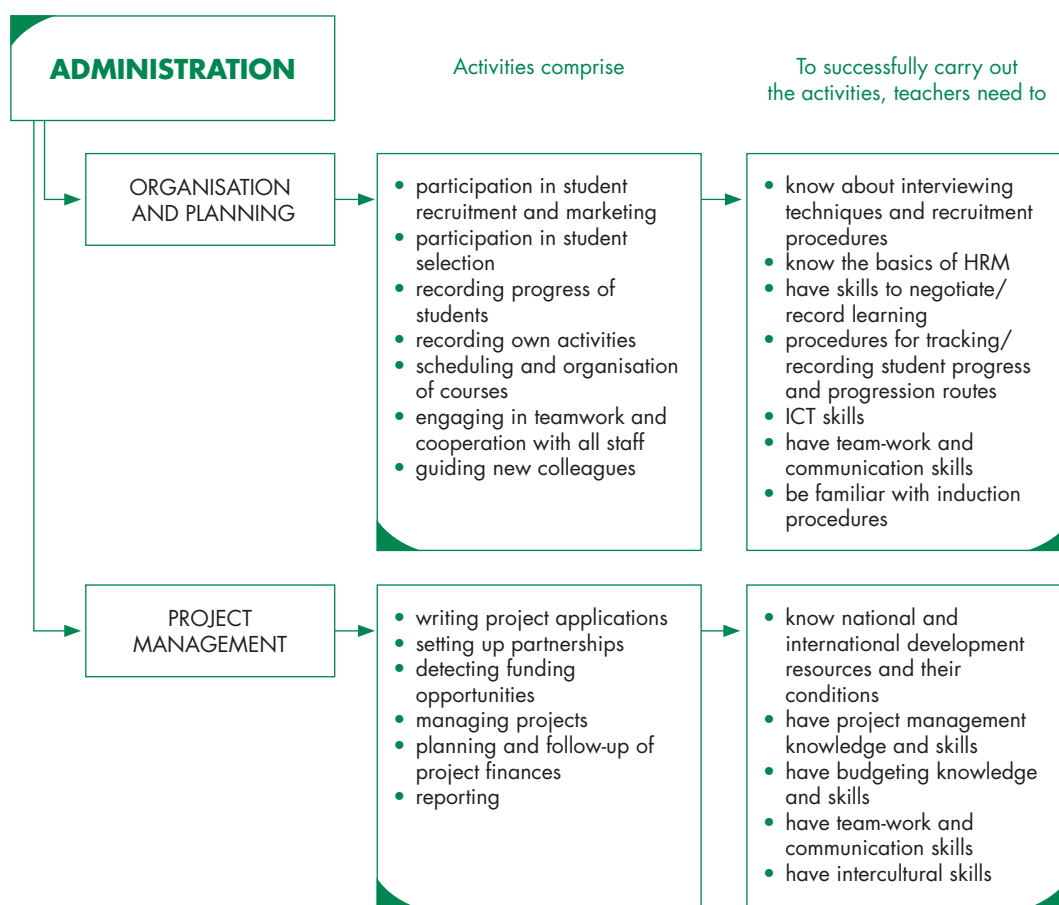 ADMINISTRATION
Activities comprise
To successfully carry out
the activities, teachers need to
ORGANISATION
AND PLANNING
• participation in student
recruitment and marketing
• participation in student
selection
• recording progress of
students
• recording own activities
• scheduling and organisation
of courses
• engaging in teamwork and
cooperation with all staff
• guiding new colleagues
• know about interviewing
techniques and recruitment
procedures
• know the basics of HRM
• have skills to negotiate/
record learning
• procedures for tracking/
recording student progress
and progression routes
• ICT skills
• have team-work and
communication skills
• be familiar with induction
procedures
PROJECT
MANAGEMENT
• writing project applications
• setting up partnerships
• detecting funding
opportunities
• managing projects
• planning and follow-up of
project finances
• reporting
• know national and
international development
resources and their
conditions
• have project management
knowledge and skills
• have budgeting knowledge
and skills
• have team-work and
communication skills
• have intercultural skills